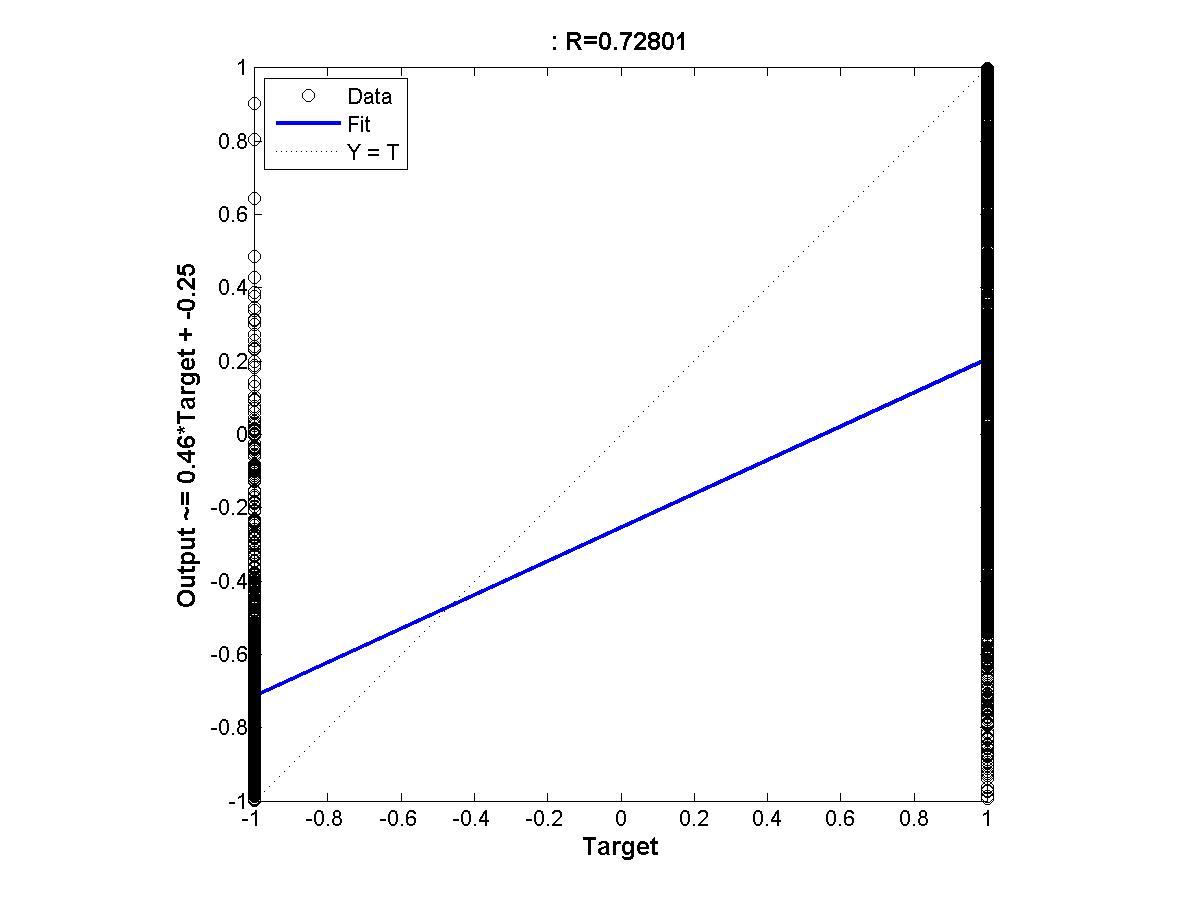 : R=0.72801
Data
Fit
Y = T
Output ~= 0.46*Target + -0.25
1
0.8
0.6
0.4
0.2
0
-0.2
-0.4
-0.6
-0.8
-1
-1 -0.8 -0.6 -0.4 -0.2 0 0.2 0.4 0.6 0.8 1
Target